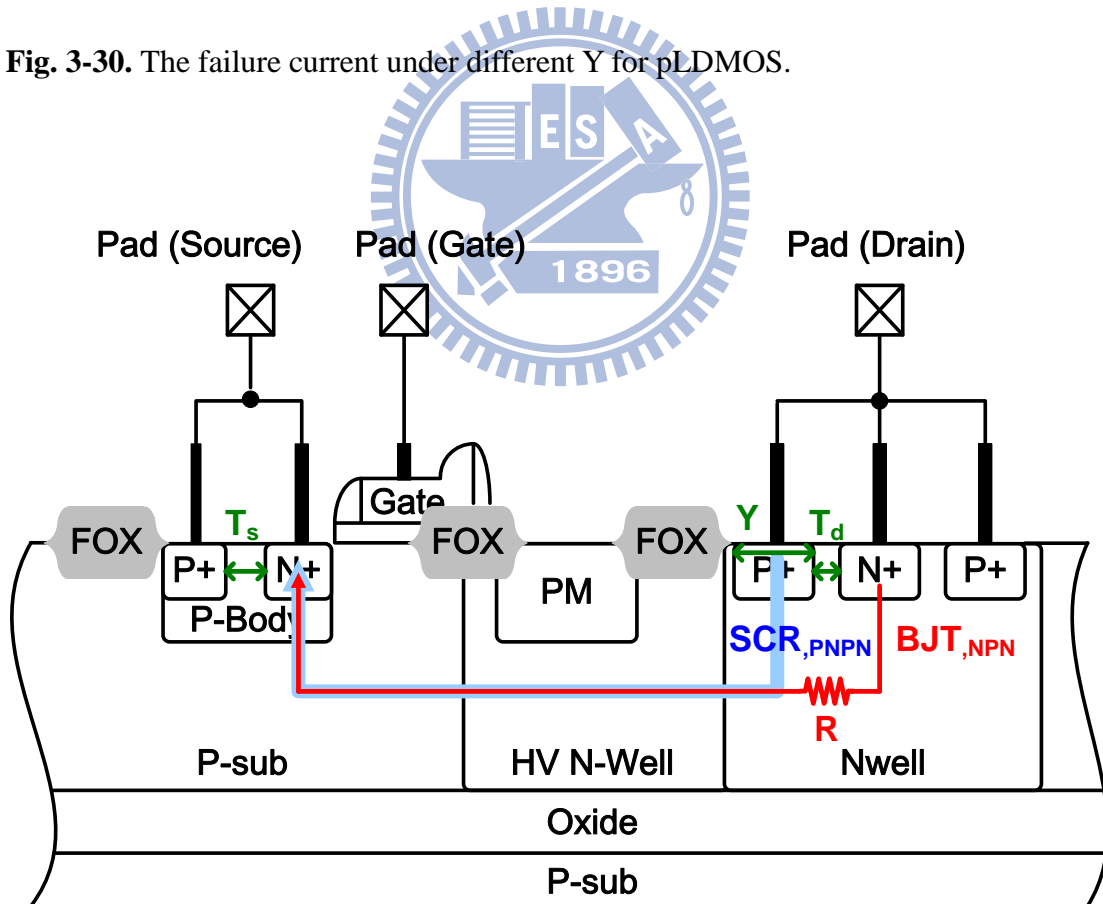 Fig. 3-30. The failure current under different Y for pLDMOS.
E S A
1896
Pad (Source) Pad (Gate) Pad (Drain)
Gate
FOX Ts FOX FOX Y Td
P+ N+ PM P+ N+ P+
P-Body
SCR,PNPN BJT,NPN
R
P-sub HV N-Well Nwell
Oxide
P-sub